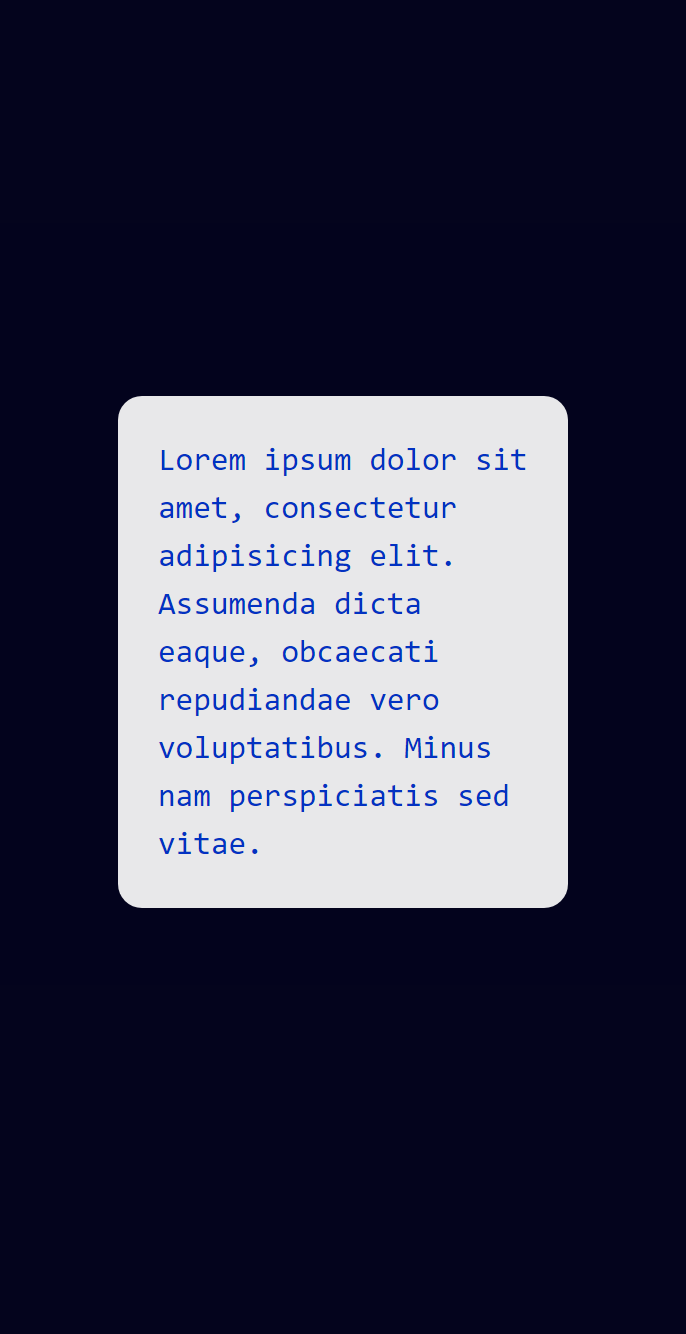 Lorem ipsum dolor sit
amet, consectetur
adipisicing elit.
Assumenda dicta
eaque, obcaecati
repudiandae vero
voluptatibus. Minus
nam perspiciatis sed
vitae.